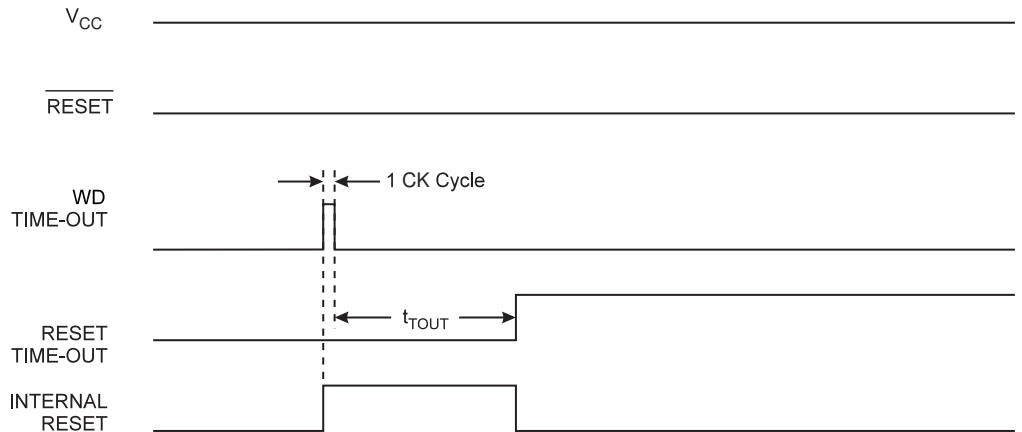 VCC
RESET
1 CK Cycle
WD
TIME-OUT
tTOUT
RESET
TIME-OUT
INTERNAL
RESET